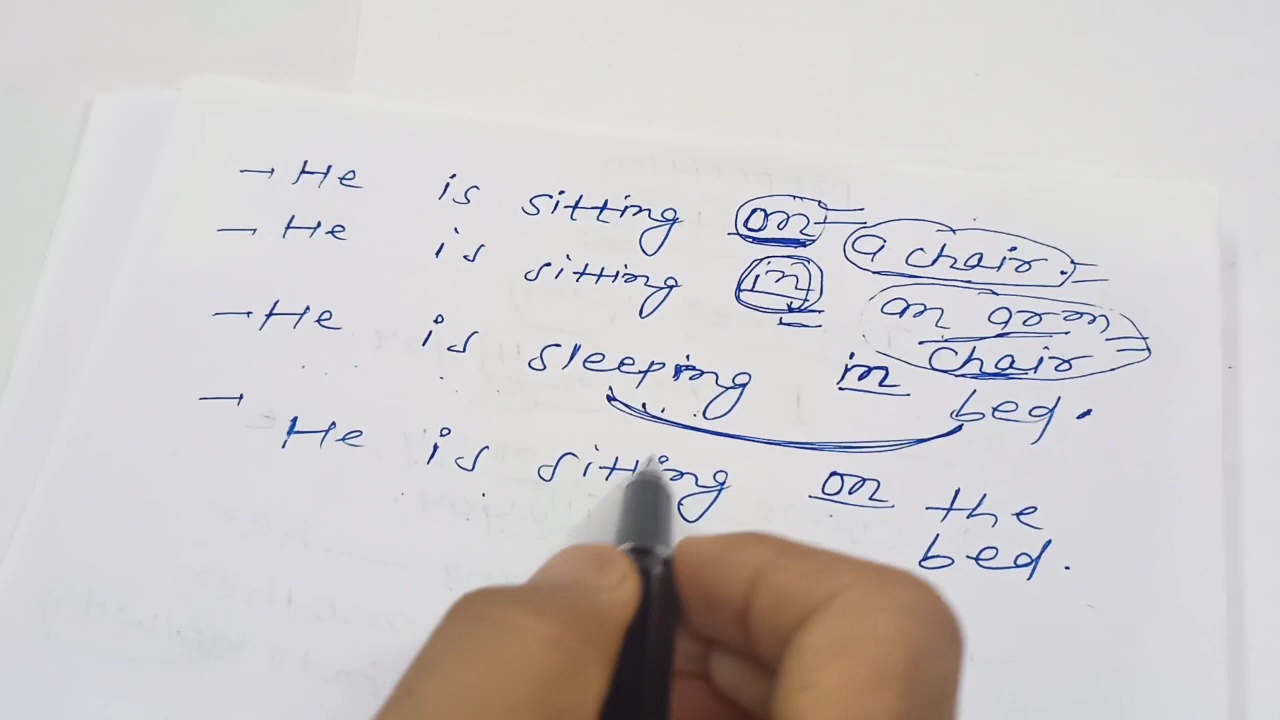 → He is sitting on a chair.
→ He is sitting in an arm chair
→ He is sleeping in bed.
→ He is sitting on the bed.